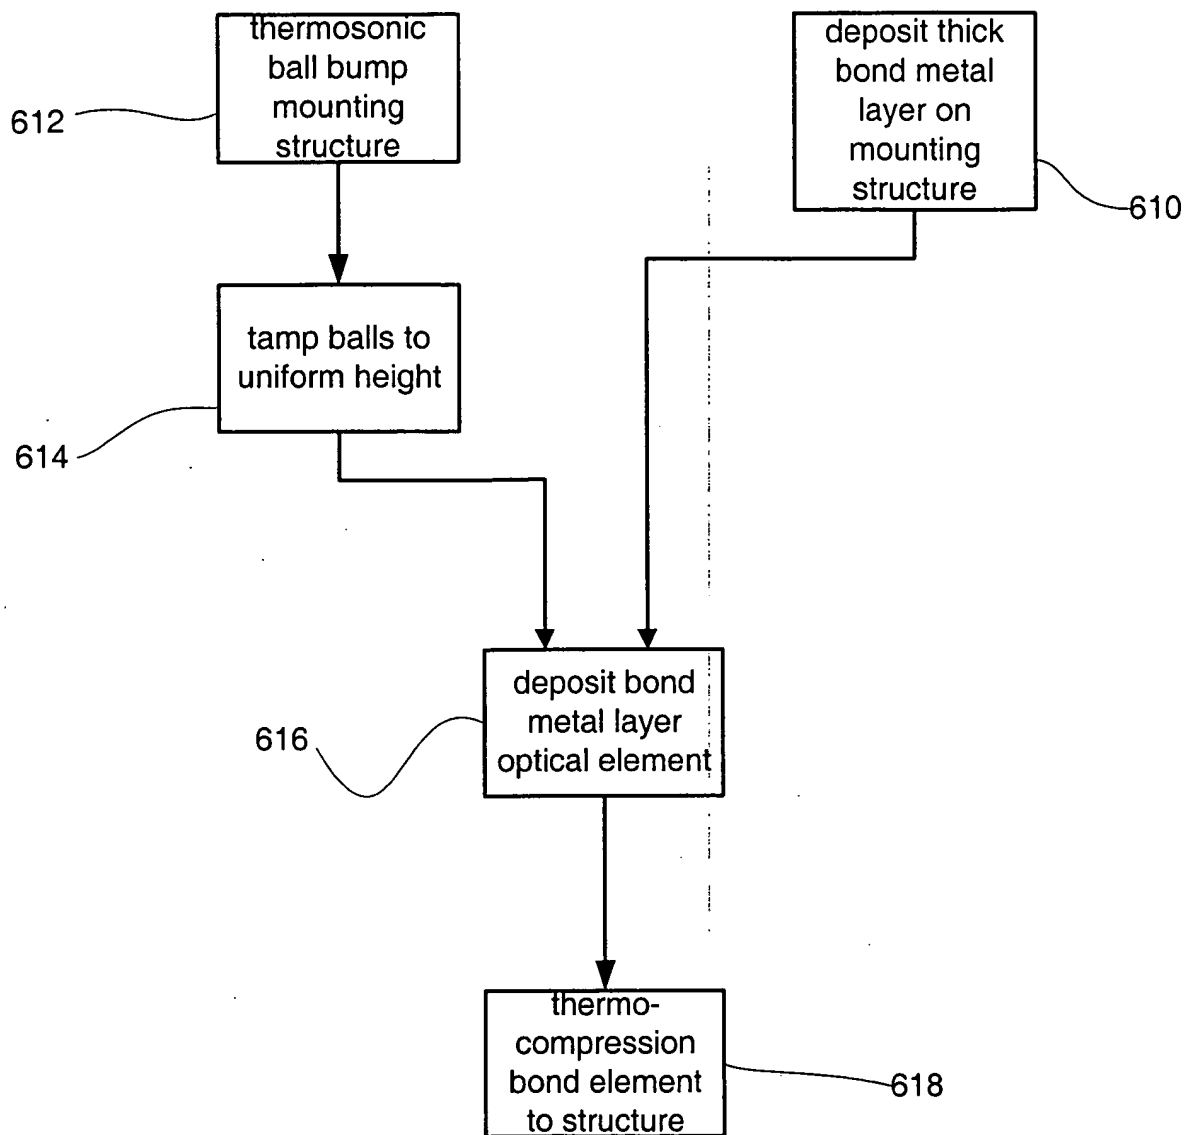 thermosonic
ball bump
mounting
structure
612
deposit thick
bond metal
layer on
mounting
structure
610
tamp balls to
uniform height
614
deposit bond
metal layer
optical element
616
thermo-
compression
bond element
to structure
618